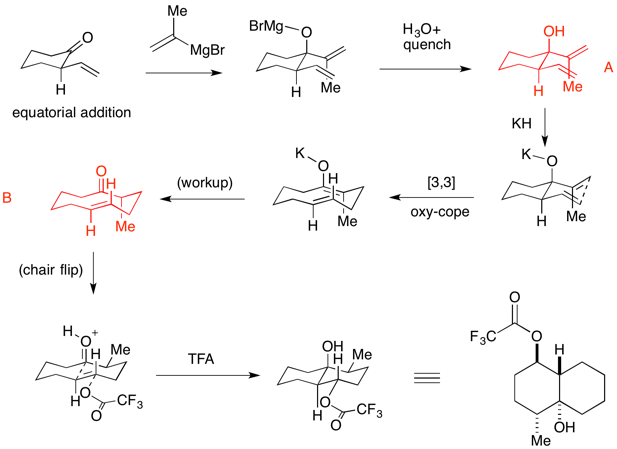 Me
BrMg
O
O
MgBr
H
Me
H
equatorial addition
H3O+
quench
OH
H
Me
A
KH
K
O
H
Me
[3,3]
oxy-cope
K
O
H
H
Me
(workup)
B
O
H
H
Me
(chair flip)
H
O+
H
Me
H
O
CF3
O
TFA
OH
H
Me
H
O
CF3
O
O
F3C
O
H
OH
Me